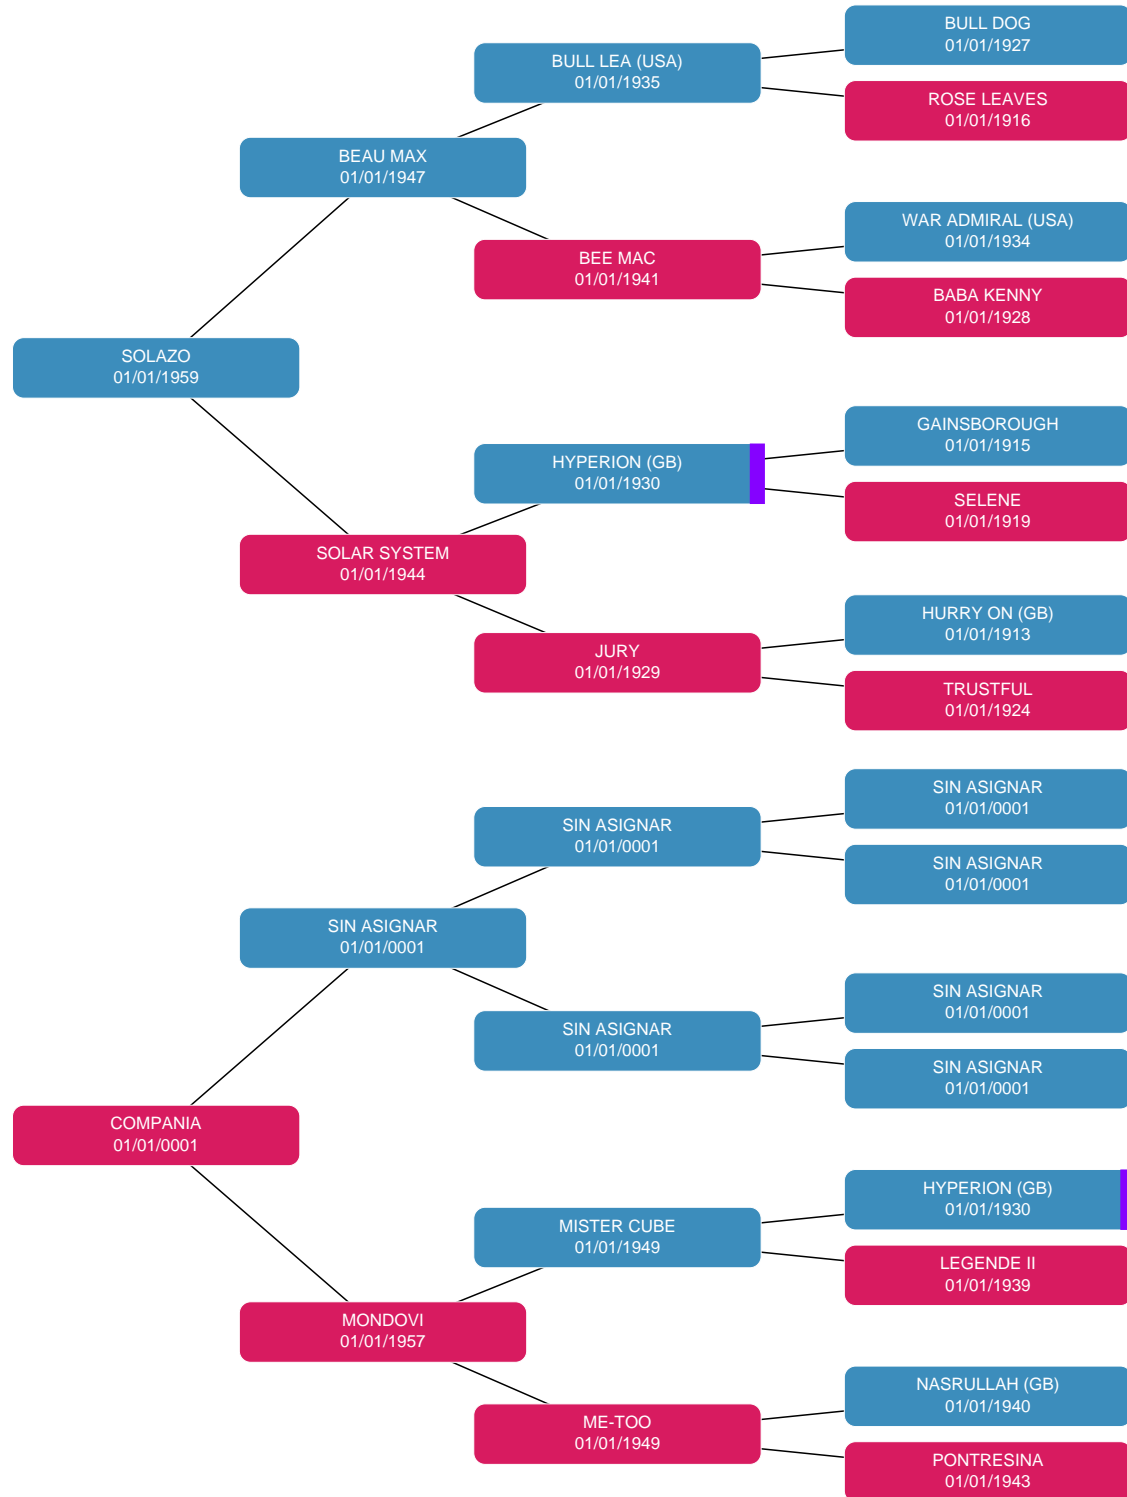 BULL DOG
01/01/1927
BULL LEA (USA)
01/01/1935
ROSE LEAVES
01/01/1916
BEAU MAX
01/01/1947
WAR ADMIRAL (USA)
01/01/1934
BEE MAC
01/01/1941
BABA KENNY
01/01/1928
SOLAZO
01/01/1959
GAINSBOROUGH
01/01/1915
HYPERION (GB)
01/01/1930
SELENE
01/01/1919
SOLAR SYSTEM
01/01/1944
HURRY ON (GB)
01/01/1913
JURY
01/01/1929
TRUSTFUL
01/01/1924
SIN ASIGNAR
01/01/0001
SIN ASIGNAR
01/01/0001
SIN ASIGNAR
01/01/0001
SIN ASIGNAR
01/01/0001
SIN ASIGNAR
01/01/0001
SIN ASIGNAR
01/01/0001
SIN ASIGNAR
01/01/0001
COMPANIA
01/01/0001
HYPERION (GB)
01/01/1930
MISTER CUBE
01/01/1949
LEGENDE II
01/01/1939
MONDOVI
01/01/1957
NASRULLAH (GB)
01/01/1940
ME-TOO
01/01/1949
PONTRESINA
01/01/1943